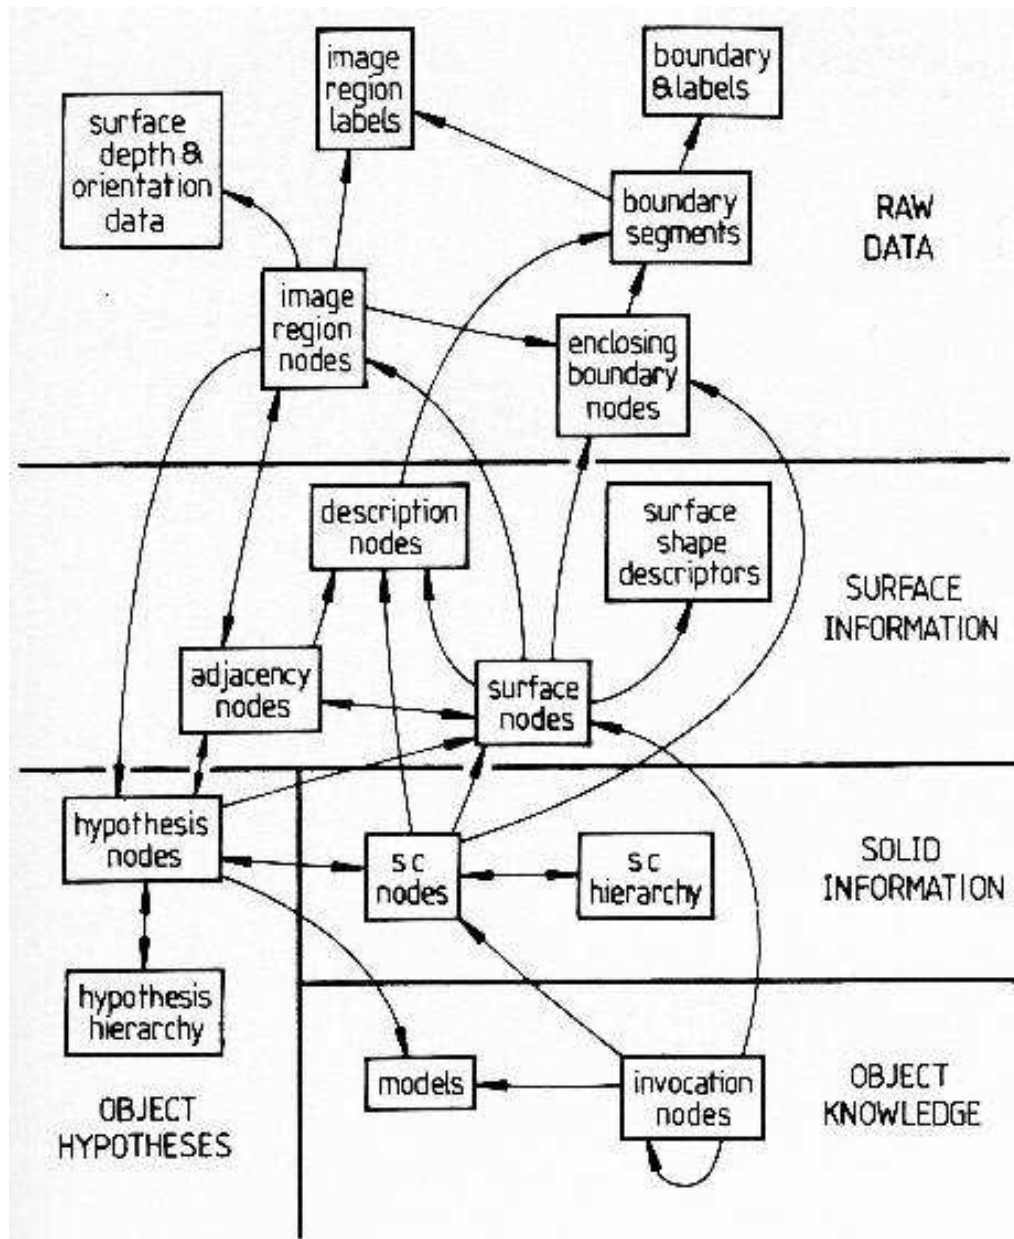 image
region
labels
boundary
& labels
surface
depth &
orientation
data
boundary
segments
RAW
DATA
image
region
nodes
enclosing
boundary
nodes
description
nodes
surface
shape
descriptors
SURFACE
INFORMATION
adjacency
nodes
surface
nodes
hypothesis
nodes
sc
nodes
sc
hierarchy
SOLID
INFORMATION
hypothesis
hierarchy
models
invocation
nodes
OBJECT
KNOWLEDGE
OBJECT
HYPOTHESES